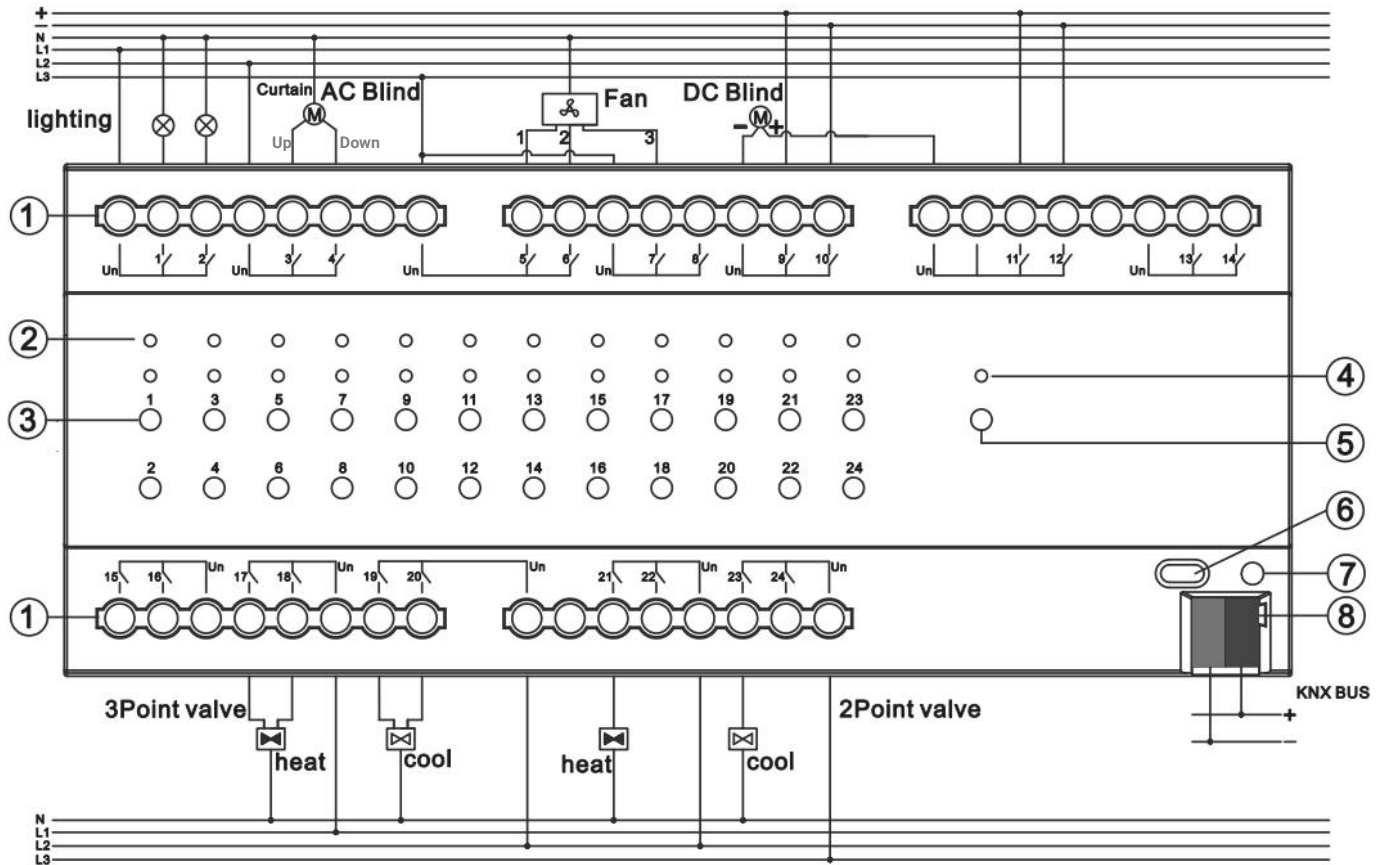 +
−
N
L1
L2
L3
Curtain AC Blind Fan DC Blind
lighting M M
− +
1 2 3
Up Down
1
Un 1 2 Un 3 4 Un 5 6 Un 7 8 Un 9 10 Un 11 12 Un 13 14
2
4
1 3 5 7 9 11 13 15 17 19 21 23
3
5
2 4 6 8 10 12 14 16 18 20 22 24
6
15 16 Un 17 18 Un 19 20 Un 21 22 Un 23 24 Un
7
1 8
KNX BUS
3Point valve 2Point valve
+
−
heat cool heat cool
N
L1
L2
L3